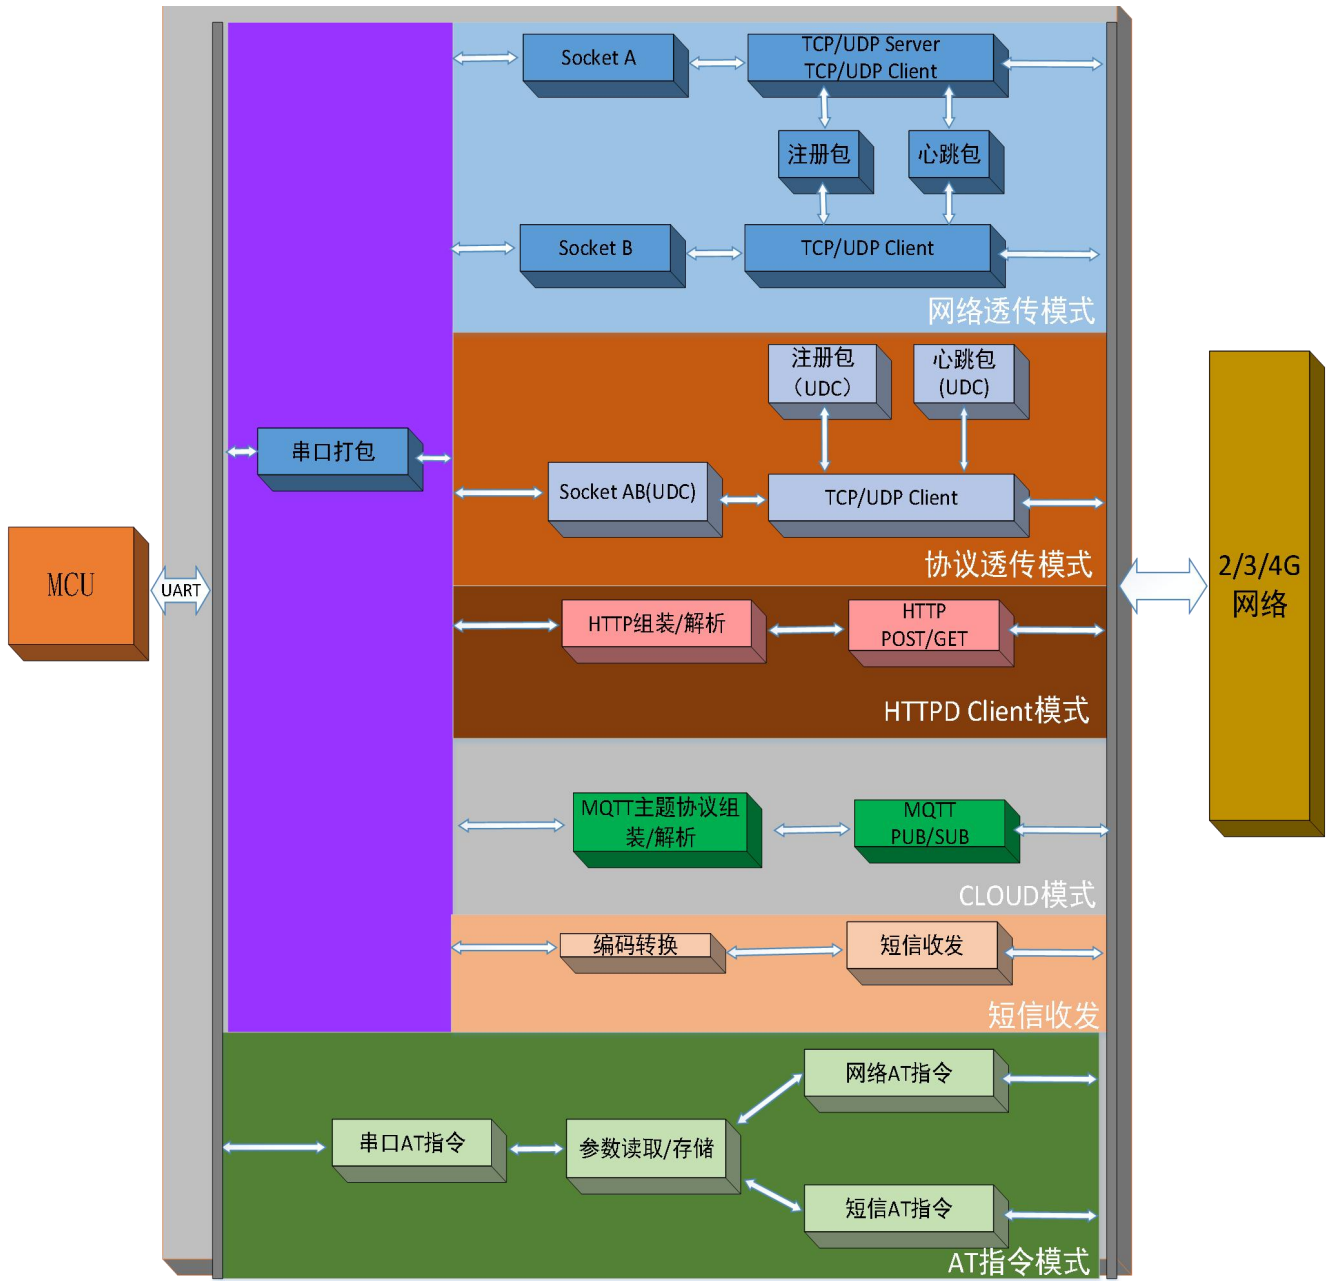 Socket A
TCP/UDP Server
TCP/UDP Client
注册包
心跳包
Socket B
TCP/UDP Client
网络透传模式
注册包
（UDC）
心跳包
(UDC)
串口打包
Socket AB(UDC)
TCP/UDP Client
协议透传模式
MCU
UART
2/3/4G
网络
HTTP组装/解析
HTTP
POST/GET
HTTPD Client模式
MQTT主题协议组
装/解析
MQTT
PUB/SUB
CLOUD模式
编码转换
短信收发
短信收发
网络AT指令
串口AT指令
参数读取/存储
短信AT指令
AT指令模式